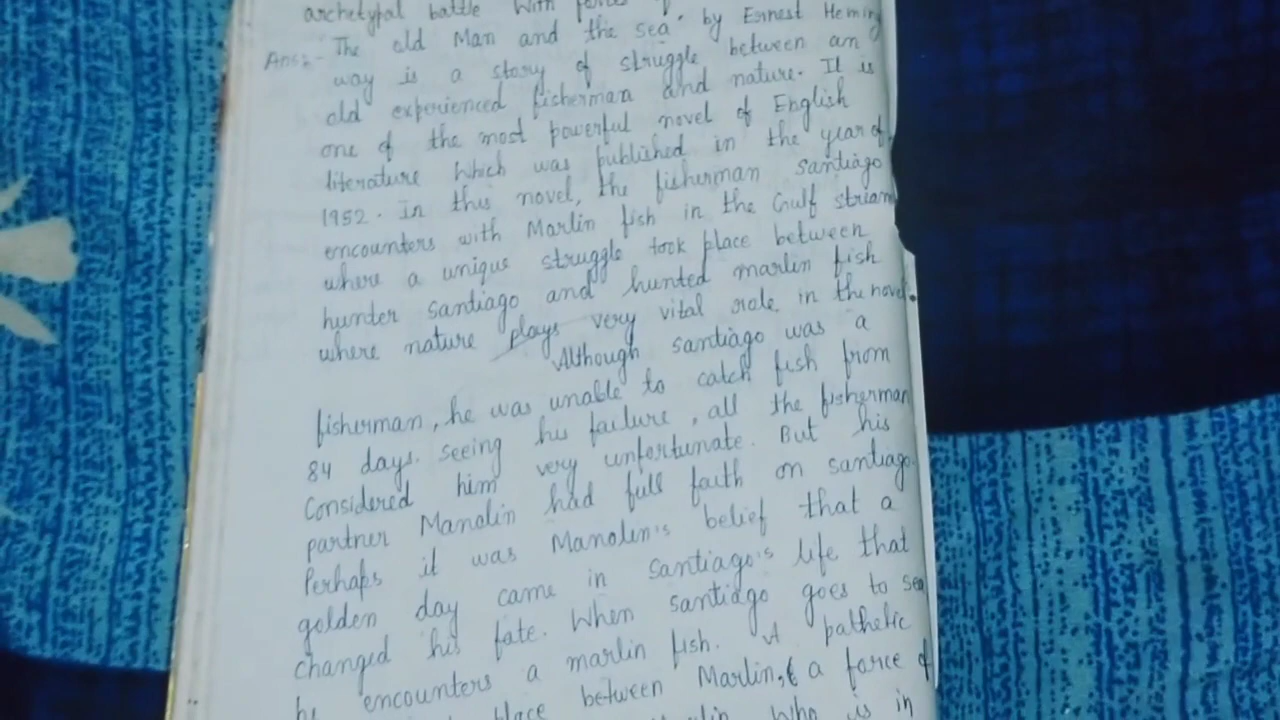 archetypal battle with
Ans:- The old Man and the sea" by Ernest Heming
way is a story of struggle between an
old experienced fisherman and nature. It is
one of the most powerful novel of English
literature which was published in the year of
1952. In this novel, the fisherman santiago
encounters with Marlin fish in the Gulf stream
where a unique struggle took place between
hunter santiago and hunted marlin fish
where nature plays very vital role in the novel.
Although santiago was a
fisherman, he was unable to catch fish from
84 days. seeing his failure, all the fisherman
Considered him very unfortunate. But his
partner Manolin had full faith on santiago.
Perhaps it was Manolin's belief that a
golden day came in santiago's life that
changed his fate. When santiago goes to sea
he encounters a marlin fish. A pathetic
place between Marlin, a force of
who is in